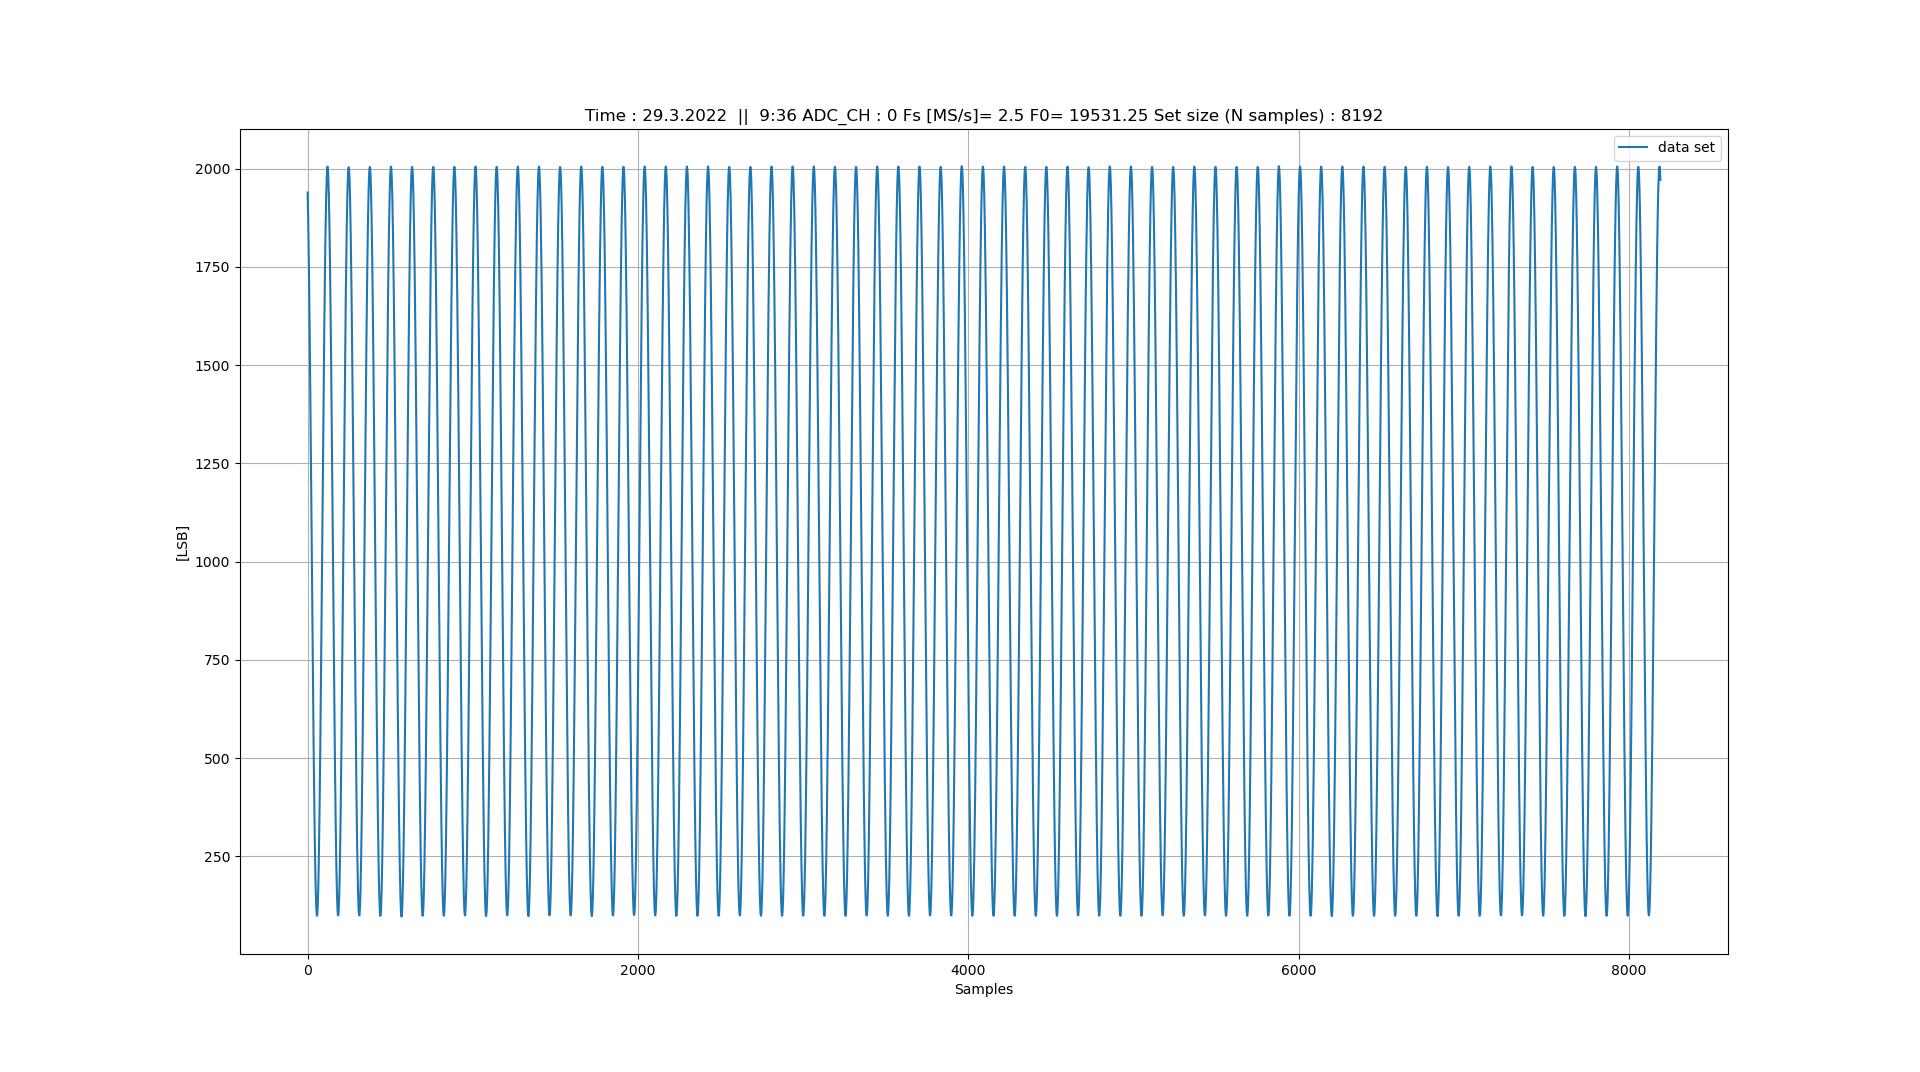 Time : 29.3.2022  ||  9:36 ADC_CH : 0 Fs [MS/s]= 2.5 F0= 19531.25 Set size (N samples) : 8192
data set
2000
1750
1500
1250
[LSB]
1000
750
500
250
0 2000 4000 6000 8000
Samples